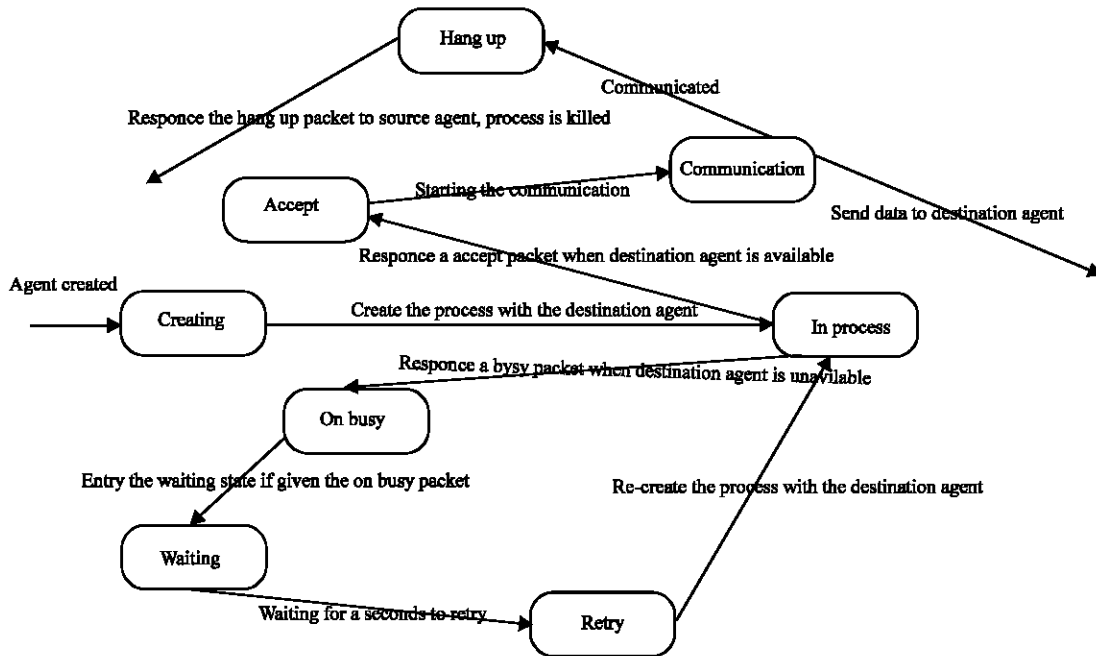 Hang up
Communicated
Responce the hang up packet to source agent, process is killed
Communication
Starting the communication
Accept
Send data to destination agent
Responce a accept packet when destination agent is available
Agent created
Creating
Create the process with the destination agent
In process
Responce a bysy packet when destination agent is unavilable
On busy
Entry the waiting state if given the on busy packet
Re-create the process with the destination agent
Waiting
Waiting for a seconds to retry
Retry